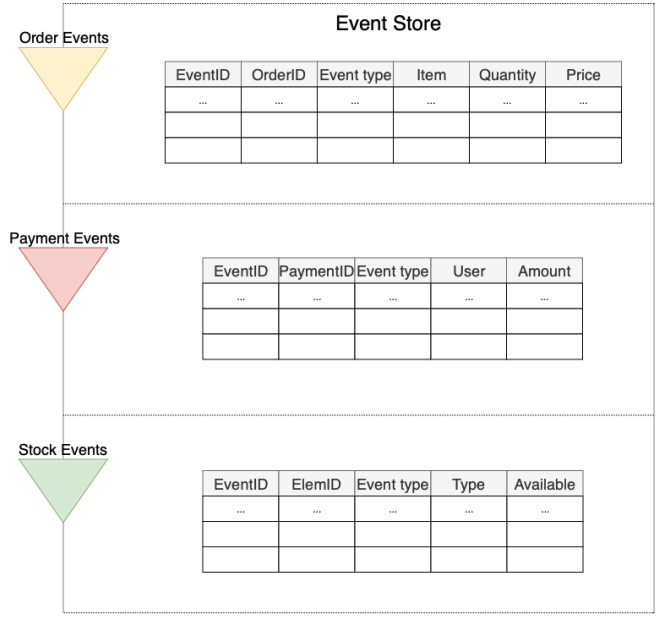 Event Store
Order Events
EventID OrderID Event type Item Quantity Price
... ... ... ... ... ...
Payment Events
EventID PaymentID Event type User Amount
... ... ... ... ...
Stock Events
EventID ElemID Event type Type Available
... ... ... ... ...